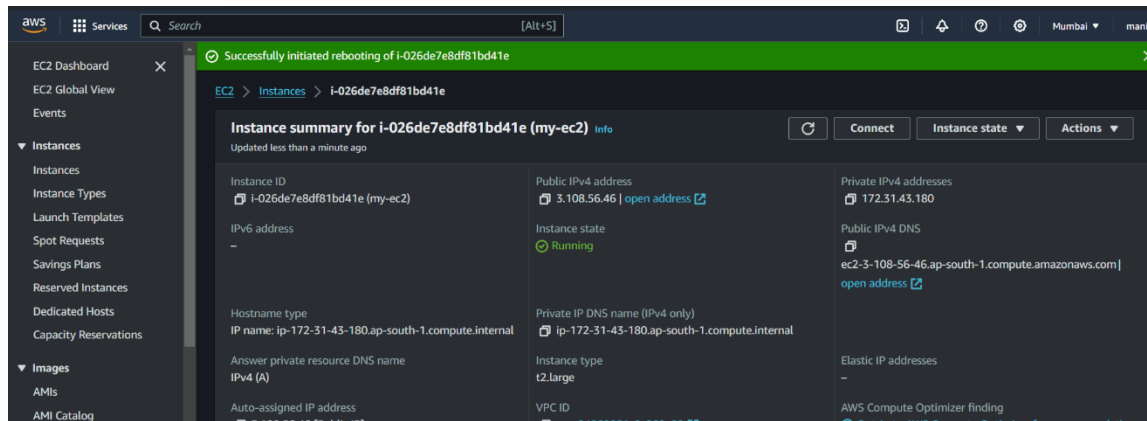 aws
Services
Search
[Alt+S]
Mumbai
mani
EC2 Dashboard
EC2 Global View
Events
Instances
Instances
Instance Types
Launch Templates
Spot Requests
Savings Plans
Reserved Instances
Dedicated Hosts
Capacity Reservations
Images
AMIs
AMI Catalog
Successfully initiated rebooting of i-026de7e8df81bd41e
EC2 > Instances > i-026de7e8df81bd41e
Instance summary for i-026de7e8df81bd41e (my-ec2) Info
Updated less than a minute ago
Connect
Instance state
Actions
Instance ID
i-026de7e8df81bd41e (my-ec2)
Public IPv4 address
3.108.56.46 | open address
Private IPv4 addresses
172.31.43.180
IPv6 address
–
Instance state
Running
Public IPv4 DNS
ec2-3-108-56-46.ap-south-1.compute.amazonaws.com |
open address
Hostname type
IP name: ip-172-31-43-180.ap-south-1.compute.internal
Private IP DNS name (IPv4 only)
ip-172-31-43-180.ap-south-1.compute.internal
Answer private resource DNS name
IPv4 (A)
Instance type
t2.large
Elastic IP addresses
–
Auto-assigned IP address
VPC ID
AWS Compute Optimizer finding